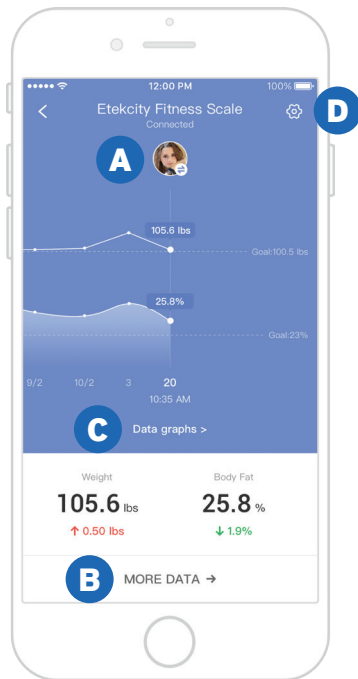 12:00 PM
100%
Etekcity Fitness Scale
Connected
D
A
105.6 lbs
Goal:100.5 lbs
25.8%
Goal:23%
9/2 10/2 3 20
10:35 AM
C
Data graphs >
Weight Body Fat
105.6 lbs 25.8 %
↑ 0.50 lbs ↓ 1.9%
B
MORE DATA →